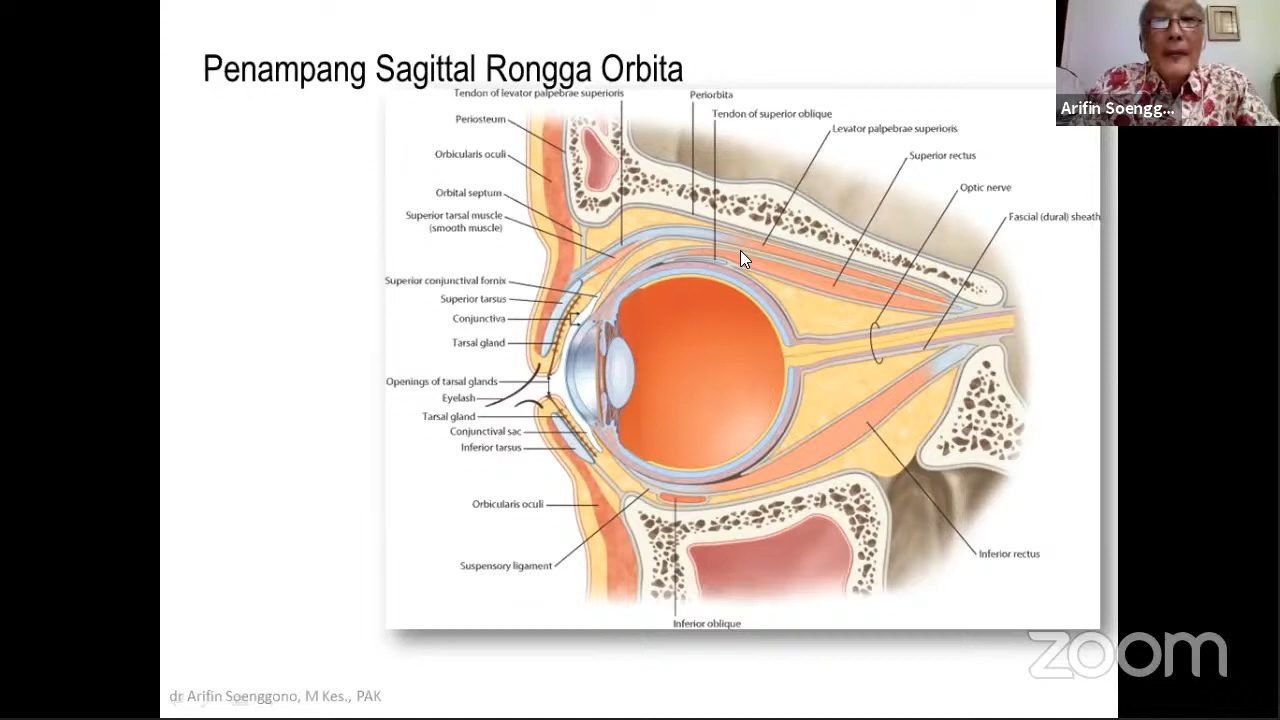 Penampang Sagittal Rongga Orbita
Arifin Soengg...
Tendon of levator palpebrae superioris
Periorbita
Periosteum
Tendon of superior oblique
Levator palpebrae superioris
Orbicularis oculi
Superior rectus
Orbital septum
Optic nerve
Superior tarsal muscle
(smooth muscle)
Fascial (dural) sheath
Superior conjunctival fornix
Superior tarsus
Conjunctiva
Tarsal gland
Openings of tarsal glands
Eyelash
Tarsal gland
Conjunctival sac
Inferior tarsus
Orbicularis oculi
Inferior rectus
Suspensory ligament
Inferior oblique
zoom
dr Arifin Soenggono, M Kes., PAK